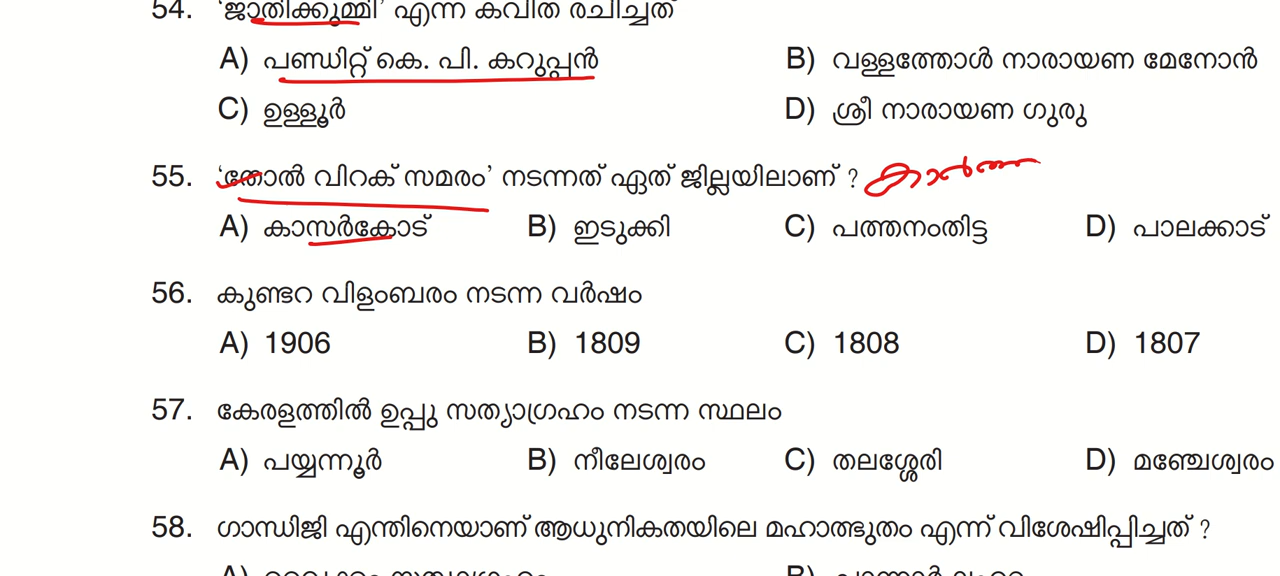 54. 'ജാതിക്കുമ്മി' എന്ന കവിത രചിച്ചത്
A) പണ്ഡിറ്റ് കെ. പി. കറുപ്പൻ B) വള്ളത്തോൾ നാരായണ മേനോൻ
C) ഉള്ളൂർ D) ശ്രീ നാരായണ ഗുരു
55. 'തോൽ വിറക് സമരം' നടന്നത് ഏത് ജില്ലയിലാണ് ?
A) കാസർകോട് B) ഇടുക്കി C) പത്തനംതിട്ട D) പാലക്കാട്
56. കുണ്ടറ വിളംബരം നടന്ന വർഷം
A) 1906 B) 1809 C) 1808 D) 1807
57. കേരളത്തിൽ ഉപ്പു സത്യാഗ്രഹം നടന്ന സ്ഥലം
A) പയ്യന്നൂർ B) നീലേശ്വരം C) തലശ്ശേരി D) മഞ്ചേശ്വരം
58. ഗാന്ധിജി എന്തിനെയാണ് ആധുനികതയിലെ മഹാത്ഭുതം എന്ന് വിശേഷിപ്പിച്ചത് ?
A) B)